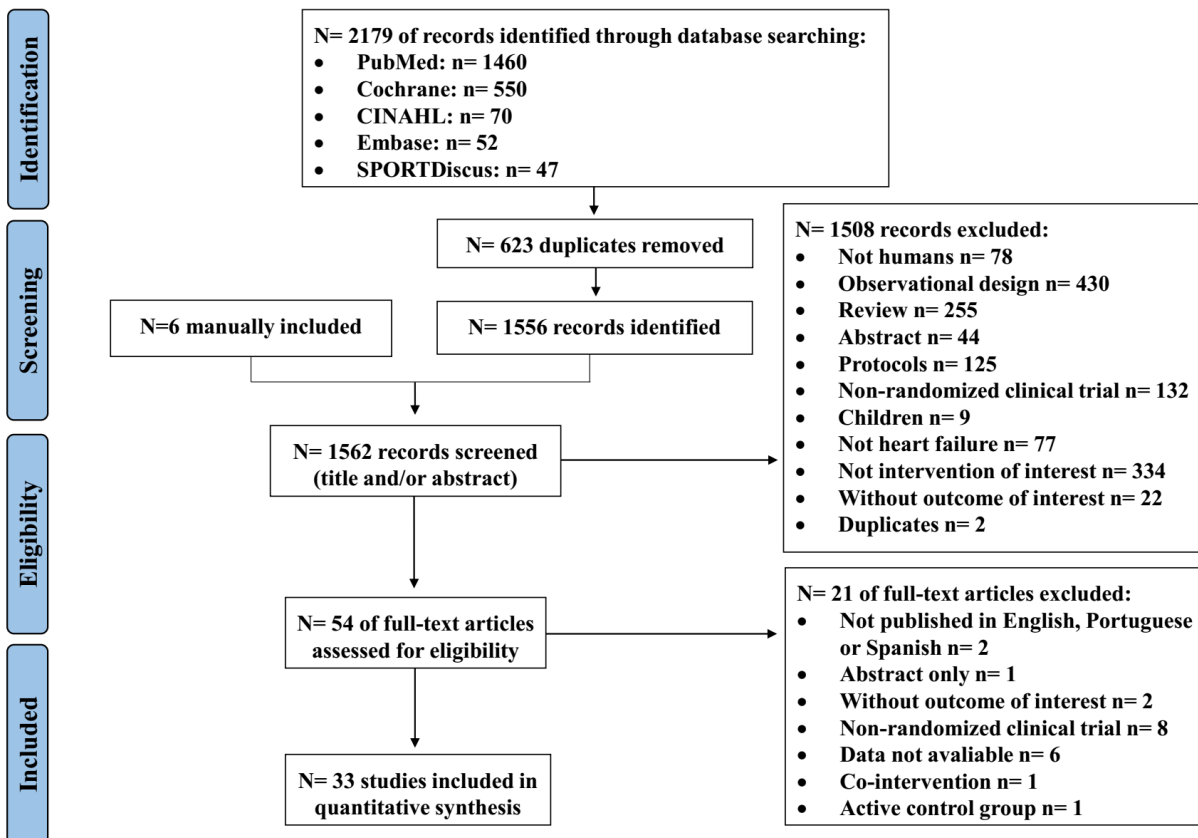 Identification
N= 2179 of records identified through database searching:
• PubMed: n= 1460
• Cochrane: n= 550
• CINAHL: n= 70
• Embase: n= 52
• SPORTDiscus: n= 47
Screening
N= 623 duplicates removed
N=6 manually included
N= 1556 records identified
N= 1508 records excluded:
• Not humans n= 78
• Observational design n= 430
• Review n= 255
• Abstract n= 44
• Protocols n= 125
• Non-randomized clinical trial n= 132
• Children n= 9
• Not heart failure n= 77
• Not intervention of interest n= 334
• Without outcome of interest n= 22
• Duplicates n= 2
Eligibility
N= 1562 records screened
(title and/or abstract)
N= 54 of full-text articles
assessed for eligibility
N= 21 of full-text articles excluded:
• Not published in English, Portuguese
or Spanish n= 2
• Abstract only n= 1
• Without outcome of interest n= 2
• Non-randomized clinical trial n= 8
• Data not avaliable n= 6
• Co-intervention n= 1
• Active control group n= 1
Included
N= 33 studies included in
quantitative synthesis